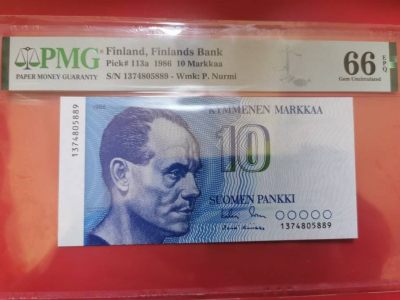 PMG
PAPER MONEY GUARANTY
Finland, Finlands Bank
Pick# 113a 1986 10 Markkaa
S/N 1374805889 - Wmk: P. Nurmi
66 EPQ
Gem Uncirculated
1986
KYMMENEN MARKKAA
10
SUOMEN PANKKI
1374805889
1374805889